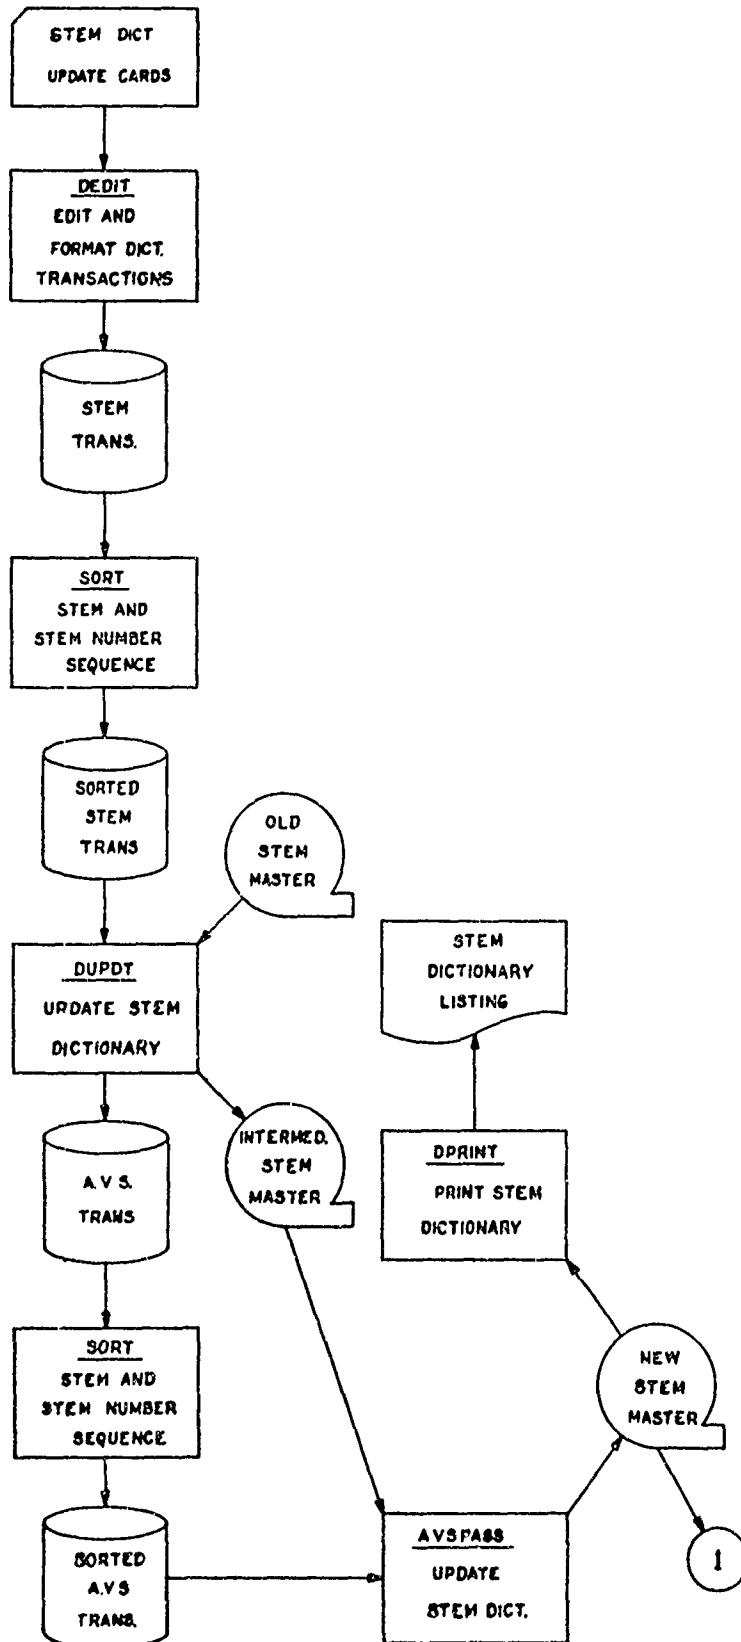 STEM DICT
UPDATE CARDS
DEDIT
EDIT AND
FORMAT DICT.
TRANSACTIONS
STEM
TRANS.
SORT
STEM AND
STEM NUMBER
SEQUENCE
SORTED
STEM
TRANS
OLD
STEM
MASTER
DUPDT
UPDATE STEM
DICTIONARY
STEM
DICTIONARY
LISTING
A.V.S.
TRANS
INTERMED.
STEM
MASTER
DPRINT
PRINT STEM
DICTIONARY
SORT
STEM AND
STEM NUMBER
SEQUENCE
NEW
STEM
MASTER
SORTED
A.V.S
TRANS.
AVSPASS
UPDATE
STEM DICT.
1